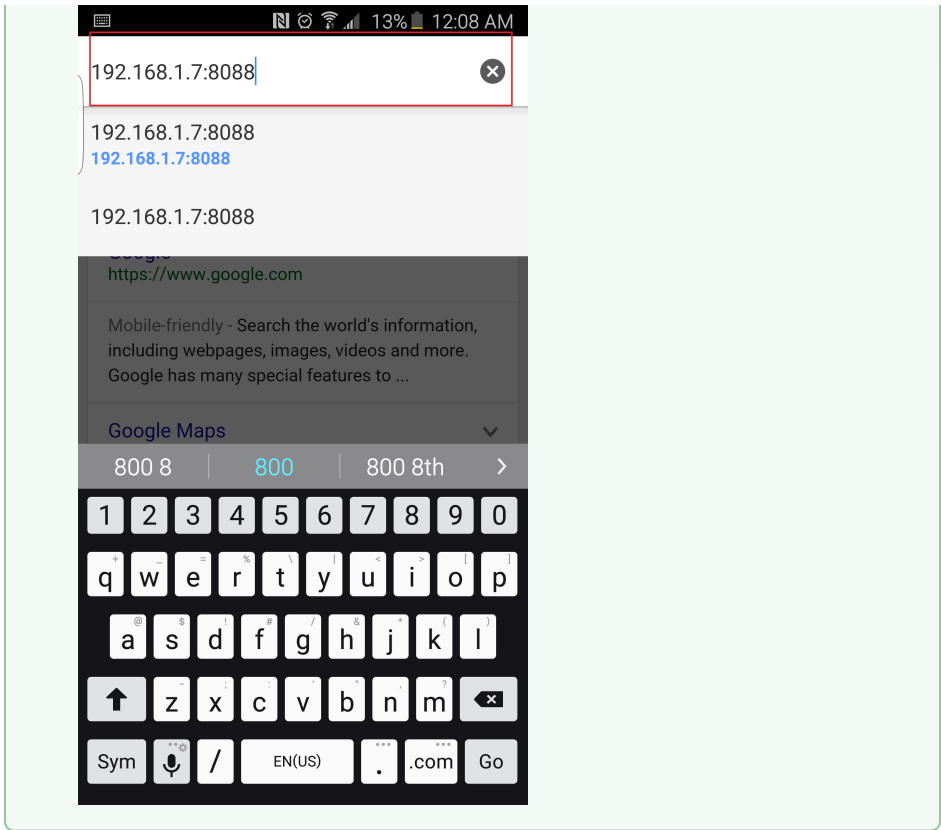 13% 12:08 AM
192.168.1.7:8088
192.168.1.7:8088
192.168.1.7:8088
192.168.1.7:8088
Google
https://www.google.com
Mobile-friendly - Search the world's information,
including webpages, images, videos and more.
Google has many special features to ...
Google Maps
800 8 800 800 8th
1 2 3 4 5 6 7 8 9 0
+ _ = % \ | < > [ ]
q w e r t y u i o p
@ $ ! # / & * ( )
a s d f g h j k l
- ; : ' " , ?
z x c v b n m
Sym / EN(US) . .com Go